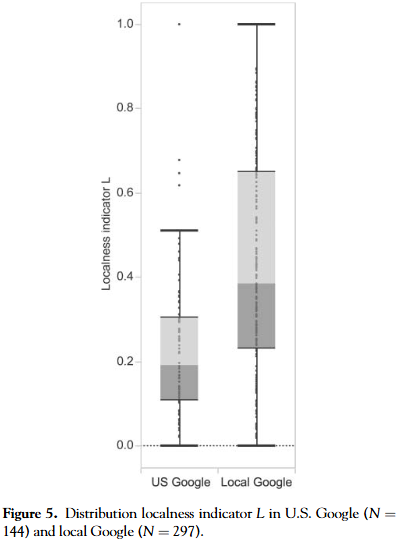 1.0
0.8
0.6
0.4
0.2
0.0
Localness indicator L
US Google Local Google
Figure 5. Distribution localness indicator L in U.S. Google (N =
144) and local Google (N = 297).